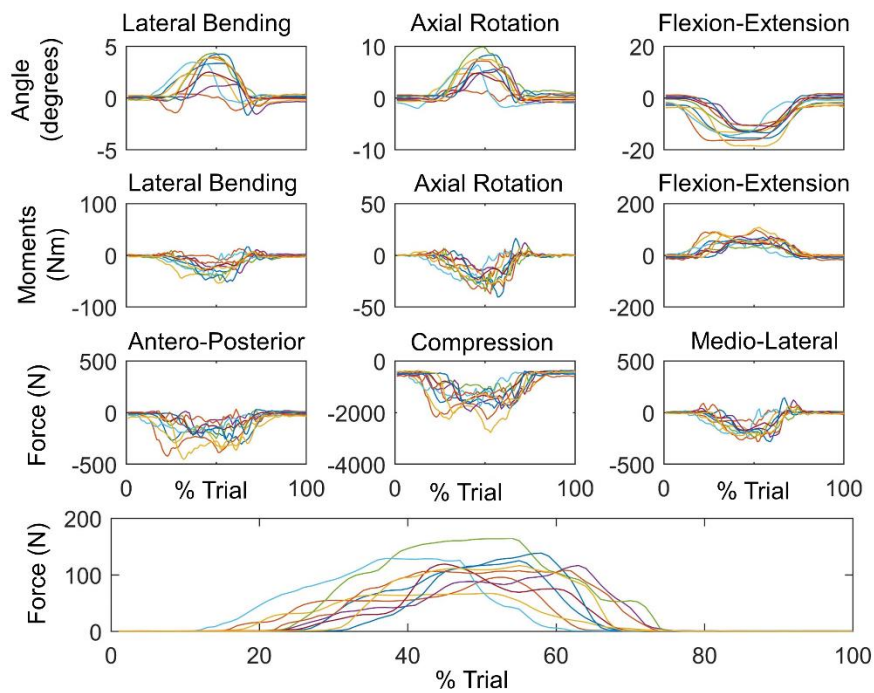 Lateral Bending Axial Rotation Flexion-Extension
Angle
(degrees)
5
0
-5
10
0
-10
20
0
-20
Lateral Bending Axial Rotation Flexion-Extension
Moments
(Nm)
100
0
-100
50
0
-50
200
0
-200
Antero-Posterior Compression Medio-Lateral
Force (N)
500
0
-500
0
-2000
-4000
500
0
-500
0 % Trial 100 0 % Trial 100 0 % Trial 100
Force (N)
200
100
0
0 20 40 60 80 100
% Trial